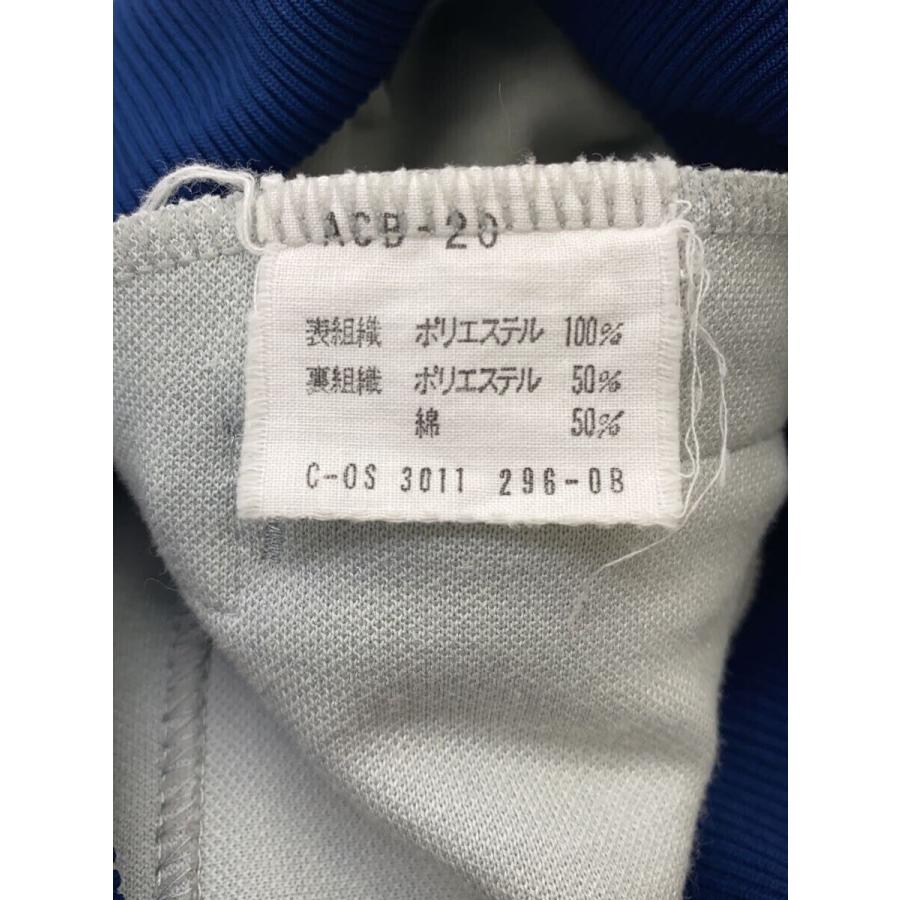 ACB-20
表組織 ポリエステル 100%
裏組織 ポリエステル 50%
綿 50%
C-OS 3011 296-0B